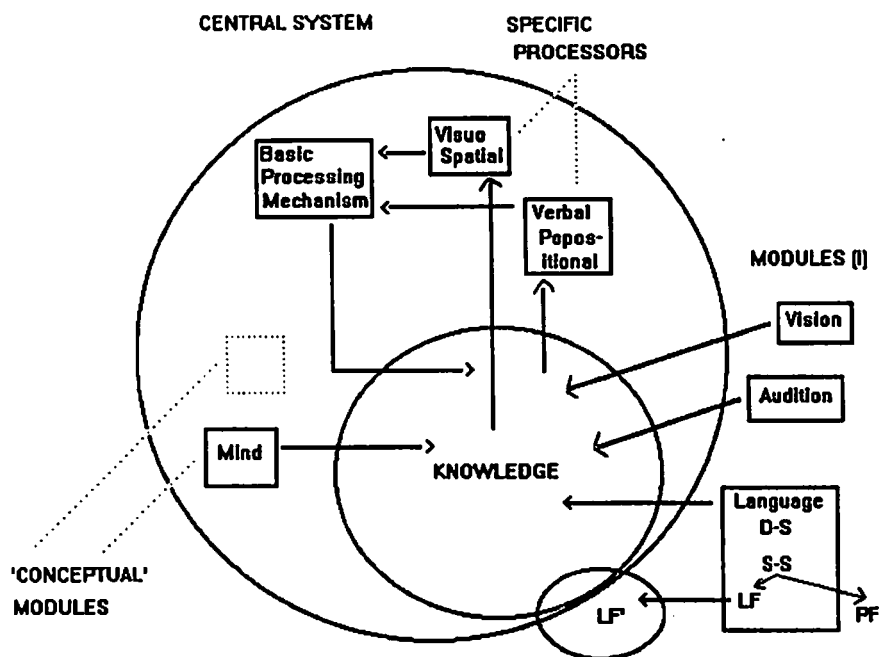 CENTRAL SYSTEM
SPECIFIC
PROCESSORS
Visuo
Spatial
Basic
Processing
Mechanism
Verbal
Popos-
itional
MODULES (I)
Vision
Audition
Mind
KNOWLEDGE
Language
D-S
S-S
LF
PF
LF'
'CONCEPTUAL'
MODULES